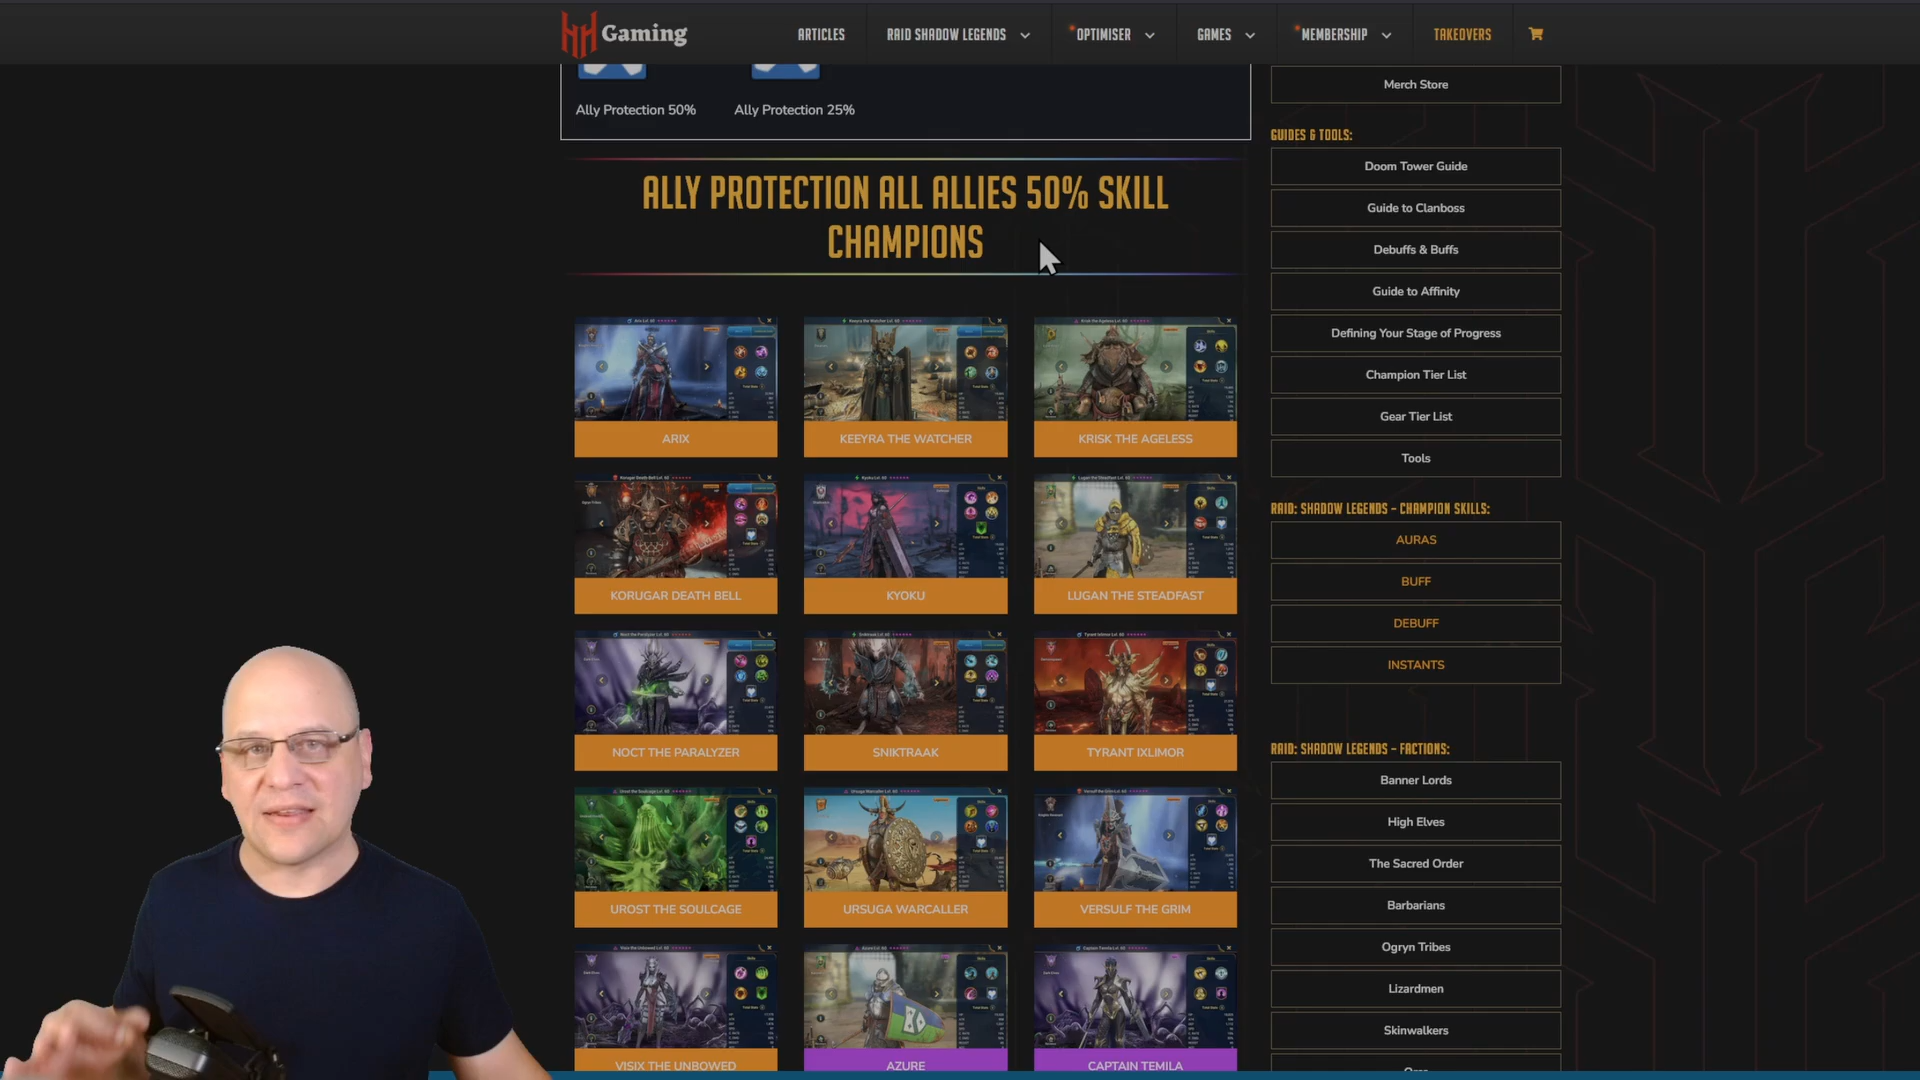 HH Gaming
ARTICLES
RAID SHADOW LEGENDS
*OPTIMISER
GAMES
*MEMBERSHIP
TAKEOVERS
Ally Protection 50%
Ally Protection 25%
ALLY PROTECTION ALL ALLIES 50% SKILL
CHAMPIONS
ARIX
KEEYRA THE WATCHER
KRISK THE AGELESS
KORUGAR DEATH BELL
KYOKU
LUGAN THE STEADFAST
NOCT THE PARALYZER
SNIKTRAAK
TYRANT IXLIMOR
UROST THE SOULCAGE
URSUGA WARCALLER
VERSULF THE GRIM
VISIX THE UNBOWED
AZURE
CAPTAIN TEMILA
Merch Store
GUIDES & TOOLS:
Doom Tower Guide
Guide to Clanboss
Debuffs & Buffs
Guide to Affinity
Defining Your Stage of Progress
Champion Tier List
Gear Tier List
Tools
RAID: SHADOW LEGENDS - CHAMPION SKILLS:
AURAS
BUFF
DEBUFF
INSTANTS
RAID: SHADOW LEGENDS - FACTIONS:
Banner Lords
High Elves
The Sacred Order
Barbarians
Ogryn Tribes
Lizardmen
Skinwalkers